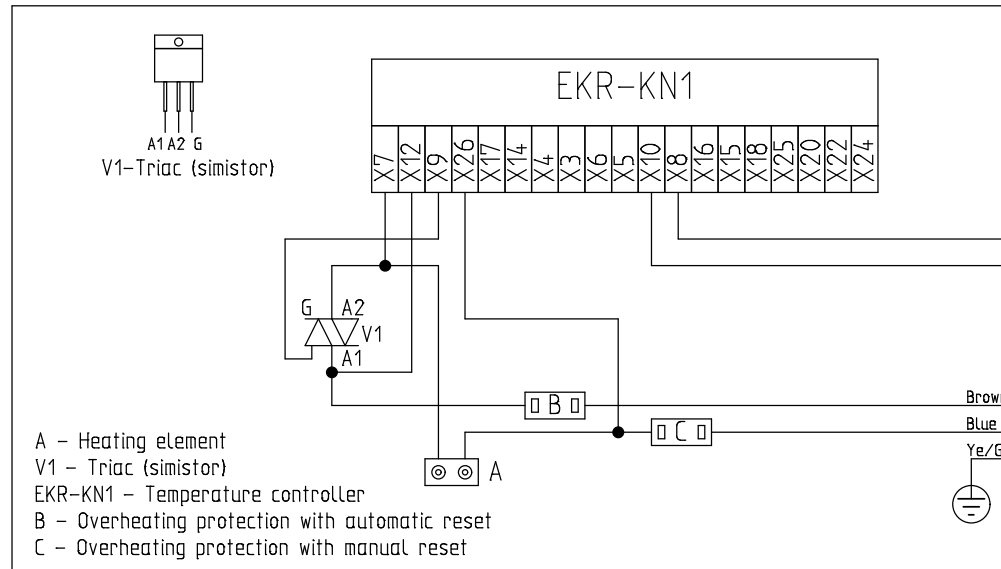 EKR-KN1
A1 A2 G
V1-Triac (simistor)
X7 X12 X9 X26 X17 X14 X4 X3 X6 X5 X10 X8 X16 X15 X18 X25 X20 X22 X24
G A2
V1
A1
B
Brown
C
Blue
Ye/G
A
A - Heating element
V1 - Triac (simistor)
EKR-KN1 - Temperature controller
B - Overheating protection with automatic reset
C - Overheating protection with manual reset